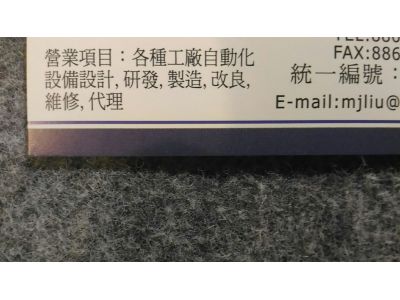 營業項目：各種工廠自動化
設備設計, 研發, 製造, 改良,
維修, 代理
FAX:886
統一編號：
E-mail:mjliu@